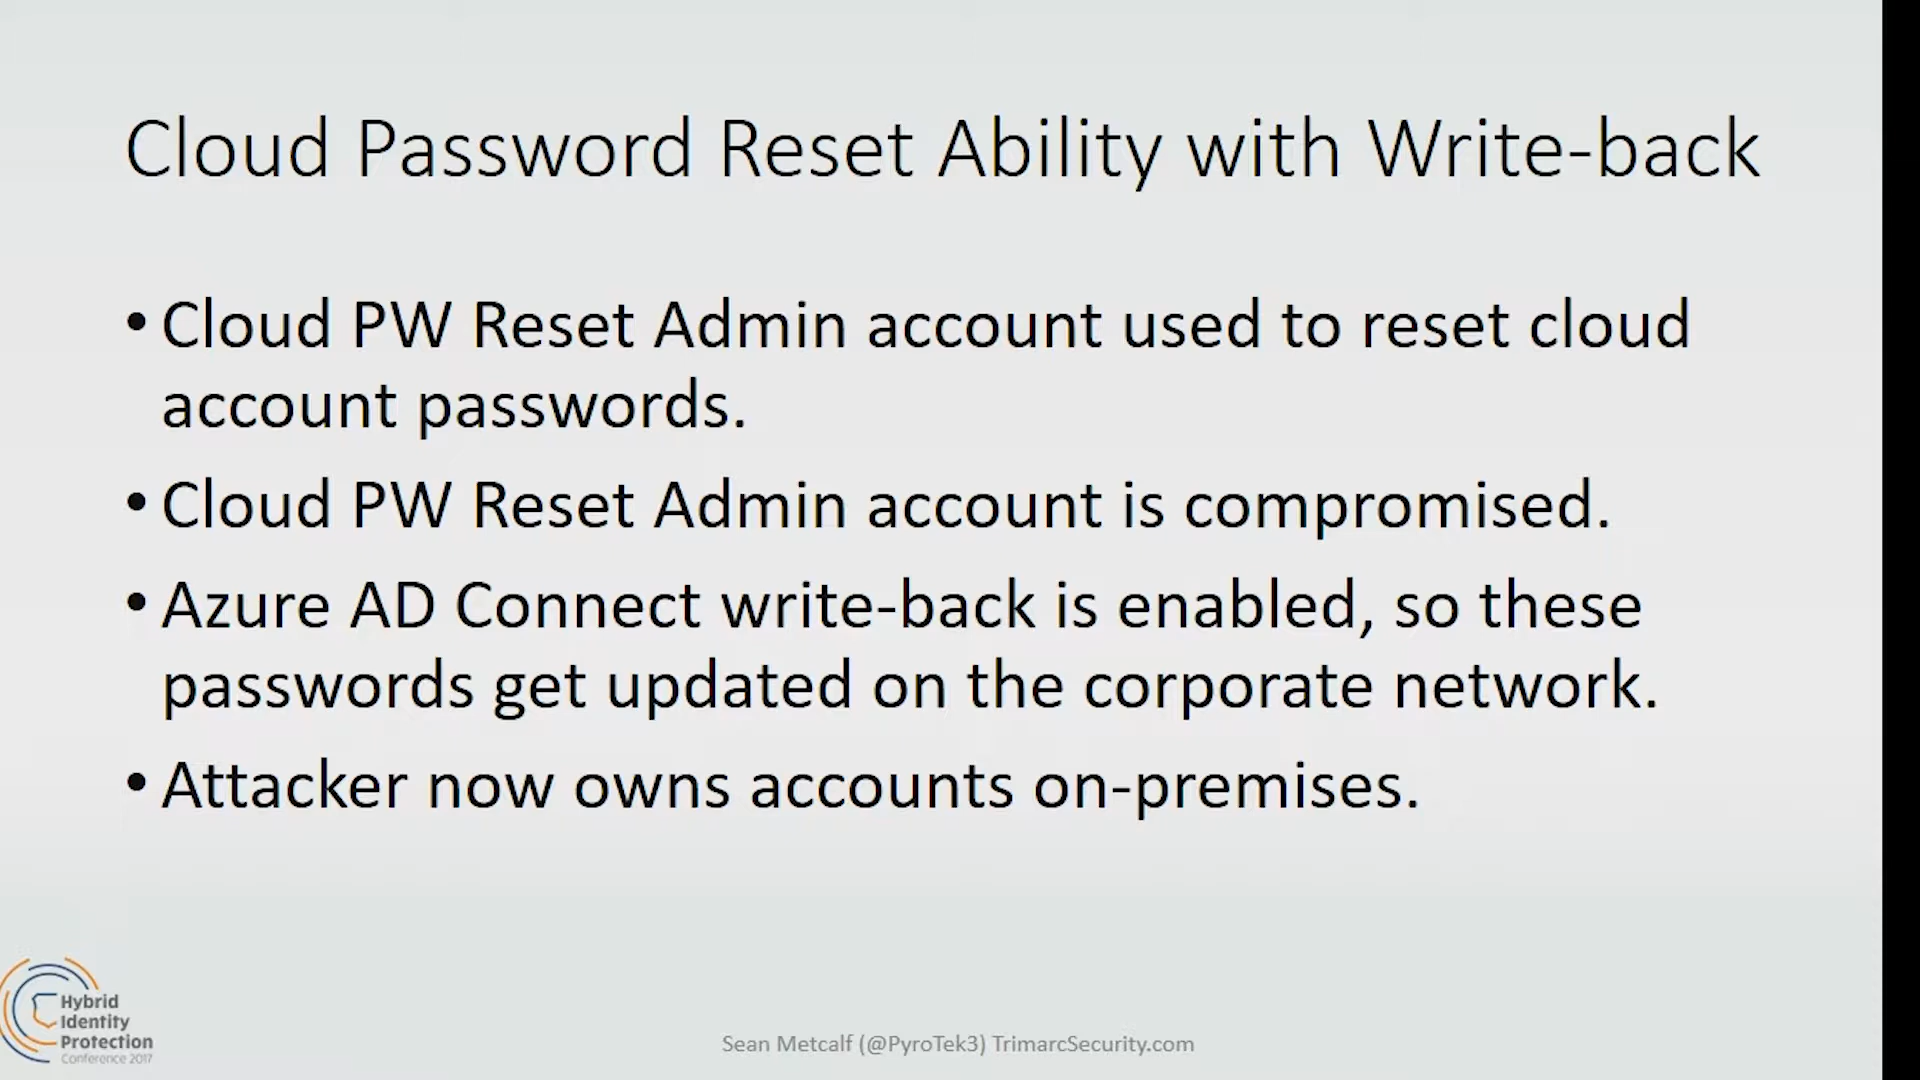 Cloud Password Reset Ability with Write-back
• Cloud PW Reset Admin account used to reset cloud
account passwords.
• Cloud PW Reset Admin account is compromised.
• Azure AD Connect write-back is enabled, so these
passwords get updated on the corporate network.
• Attacker now owns accounts on-premises.
Hybrid
Identity
Protection
Conference 2017
Sean Metcalf (@PyroTek3) TrimarcSecurity.com